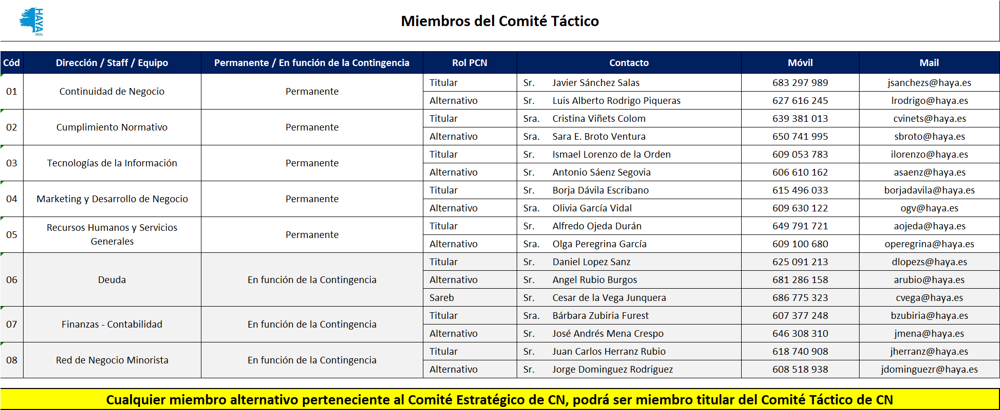 HAYA
REAL ESTATE
Miembros del Comité Táctico
Cód Dirección / Staff / Equipo Permanente / En función de la Contingencia Rol PCN Contacto Móvil Mail
01 Continuidad de Negocio Permanente Titular Sr. Javier Sánchez Salas 683 297 989 jsanchezs@haya.es
Alternativo Sr. Luis Alberto Rodrigo Piqueras 627 616 245 lrodrigo@haya.es
02 Cumplimiento Normativo Permanente Titular Sra. Cristina Viñets Colom 639 381 013 cvinets@haya.es
Alternativo Sra. Sara E. Broto Ventura 650 741 995 sbroto@haya.es
03 Tecnologías de la Información Permanente Titular Sr. Ismael Lorenzo de la Orden 609 053 783 ilorenzo@haya.es
Alternativo Sr. Antonio Sáenz Segovia 606 610 162 asaenz@haya.es
04 Marketing y Desarrollo de Negocio Permanente Titular Sr. Borja Dávila Escribano 615 496 033 borjadavila@haya.es
Alternativo Sra. Olivia García Vidal 609 630 122 ogv@haya.es
05 Recursos Humanos y Servicios Generales Permanente Titular Sr. Alfredo Ojeda Durán 649 791 721 aojeda@haya.es
Alternativo Sra. Olga Peregrina García 609 100 680 operegrina@haya.es
06 Deuda En función de la Contingencia Titular Sr. Daniel Lopez Sanz 625 091 213 dlopezs@haya.es
Alternativo Sr. Angel Rubio Burgos 681 286 158 arubio@haya.es
Sareb Sr. Cesar de la Vega Junquera 686 775 323 cvega@haya.es
07 Finanzas - Contabilidad En función de la Contingencia Titular Sra. Bárbara Zubiria Furest 607 377 248 bzubiria@haya.es
Alternativo Sr. José Andrés Mena Crespo 646 308 310 jmena@haya.es
08 Red de Negocio Minorista En función de la Contingencia Titular Sr. Juan Carlos Herranz Rubio 618 740 908 jherranz@haya.es
Alternativo Sr. Jorge Dominguez Rodriguez 608 518 938 jdominguezr@haya.es
Cualquier miembro alternativo perteneciente al Comité Estratégico de CN, podrá ser miembro titular del Comité Táctico de CN